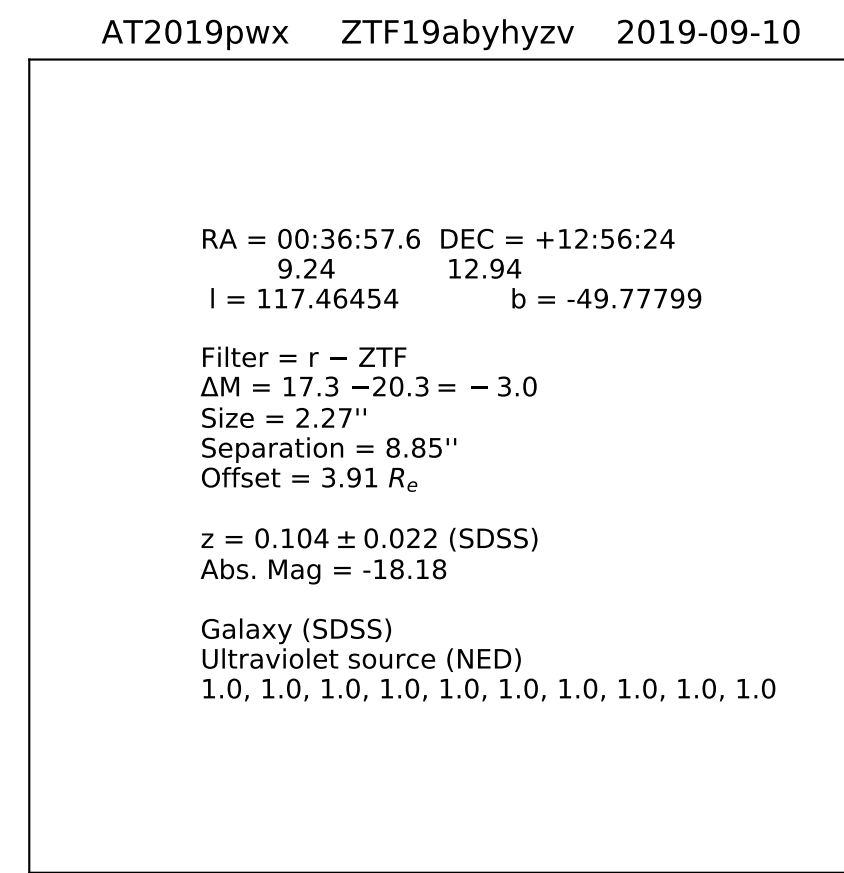 AT2019pwx ZTF19abyhyzv 2019-09-10
RA = 00:36:57.6 DEC = +12:56:24
9.24 12.94
l = 117.46454 b = -49.77799
Filter = r − ZTF
ΔM = 17.3 −20.3 = − 3.0
Size = 2.27''
Separation = 8.85''
Offset = 3.91 Re
z = 0.104 ± 0.022 (SDSS)
Abs. Mag = -18.18
Galaxy (SDSS)
Ultraviolet source (NED)
1.0, 1.0, 1.0, 1.0, 1.0, 1.0, 1.0, 1.0, 1.0, 1.0